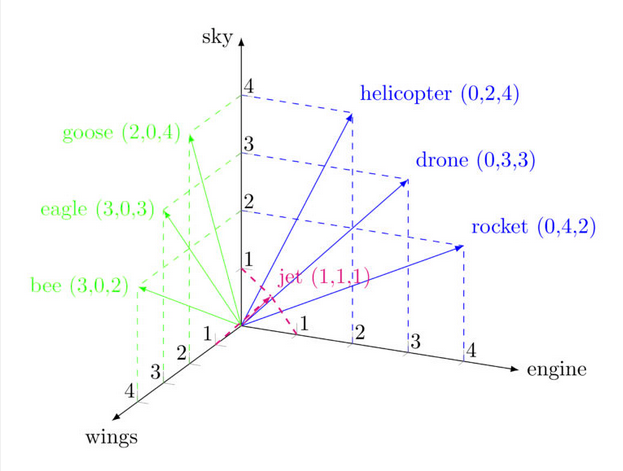 sky
4
helicopter (0,2,4)
goose (2,0,4)
3
drone (0,3,3)
eagle (3,0,3)
2
rocket (0,4,2)
1
jet (1,1,1)
bee (3,0,2)
1
1
2
2
3
3
4
4
engine
wings